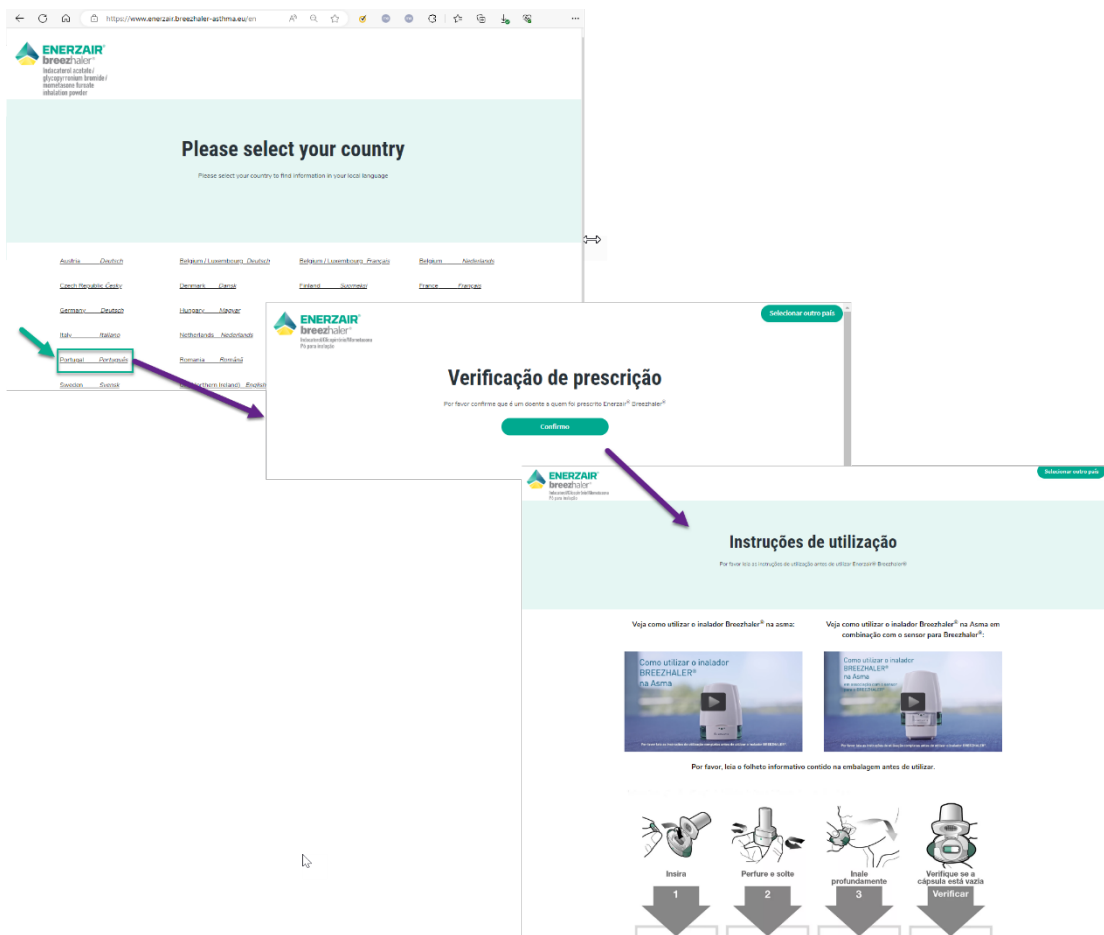 https://www.enerzair.breezhaler-asthma.eu/en
ENERZAIR®
breezhaler®
indacaterol acetate/
glycopyrronium bromide/
mometasone furoate
inhalation powder
Please select your country
Please select your country to find information in your local language
Austria Deutsch
Belgium / Luxembourg Deutsch
Belgium / Luxembourg Français
Belgium Nederlands
Czech Republic Česky
Denmark Dansk
Finland Suomeksi
France Français
Germany Deutsch
Hungary Magyar
Italy Italiano
Netherlands Nederlands
Portugal Português
Romania Română
Sweden Svensk
Northern Ireland) English
ENERZAIR®
breezhaler®
Pó para inalação
Selecionar outro país
Verificação de prescrição
Por favor confirme que é um doente a quem foi prescrito Enerzair® Breezhaler®
Confirmo
ENERZAIR®
breezhaler®
Pó para inalação
Selecionar outro país
Instruções de utilização
Por favor leia as instruções de utilização antes de utilizar Enerzair® Breezhaler®
Veja como utilizar o inalador Breezhaler® na asma:
Veja como utilizar o inalador Breezhaler® na Asma em
combinação com o sensor para Breezhaler®:
Como utilizar o inalador
BREEZHALER®
na Asma
Como utilizar o inalador
BREEZHALER®
na Asma
Por favor, leia o folheto informativo contido na embalagem antes de utilizar.
Insira
Perfure e solte
Inale
profundamente
Verifique se a
cápsula está vazia
1
2
3
Verificar